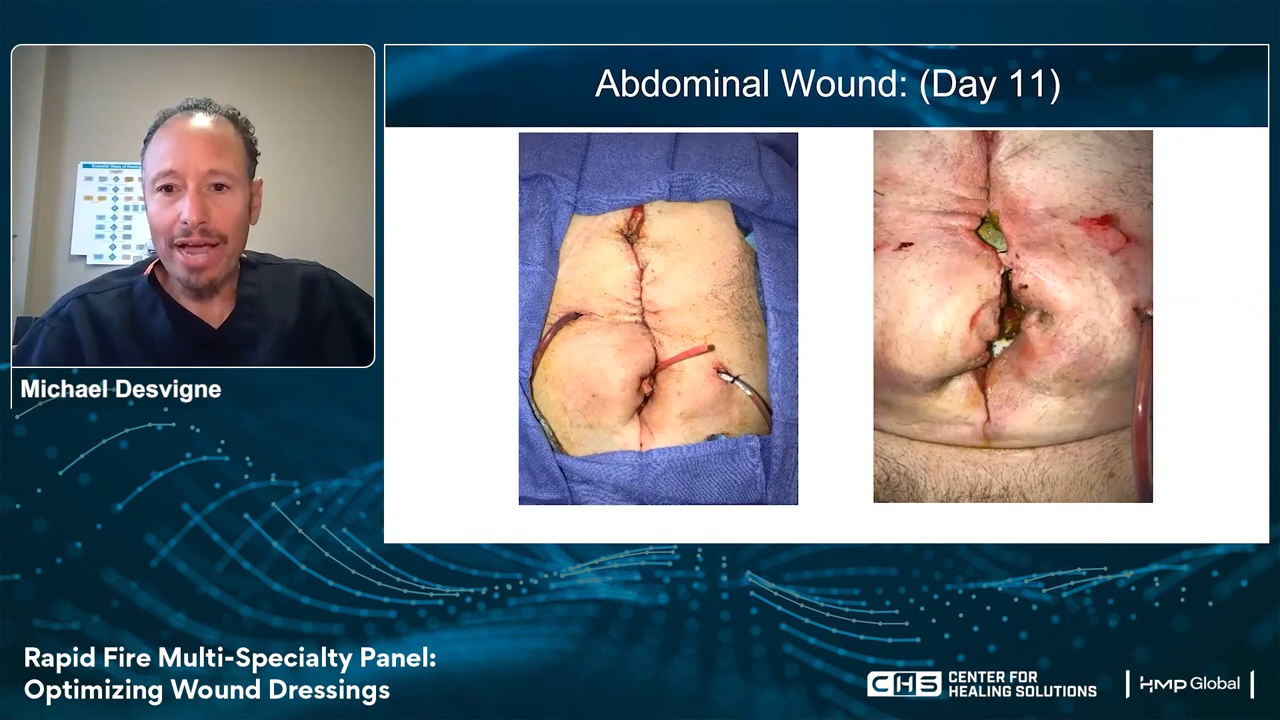 Abdominal Wound: (Day 11)
Michael Desvigne
Rapid Fire Multi-Specialty Panel:
Optimizing Wound Dressings
CHS
CENTER FOR
HEALING SOLUTIONS
HMP Global